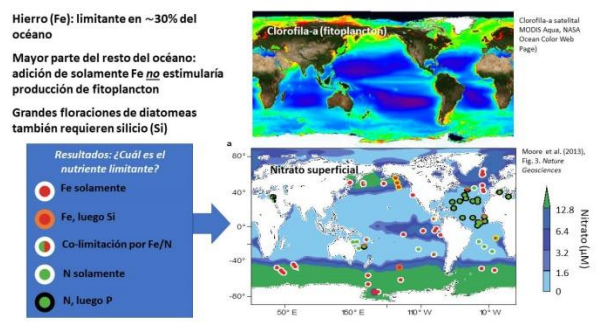 Hierro (Fe): limitante en ~30% del
océano
Mayor parte del resto del océano:
adición de solamente Fe no estimularía
producción de fitoplancton
Grandes floraciones de diatomeas
también requieren silicio (Si)
Resultados: ¿Cuál es el
nutriente limitante?
Fe solamente
Fe, luego Si
Co-limitación por Fe/N
N solamente
N, luego P
Clorofila-a (fitoplancton)
Clorofila-a satelital
MODIS Aqua, NASA
Ocean Color Web
Page)
a
Nitrato superficial
80°
40°
0°
-40°
-80°
50° E
150° E
110° W
10° W
Moore et al. (2013),
Fig. 3. Nature
Geosciences
12.8
6.4
3.2
1.6
0
Nitrato (µM)